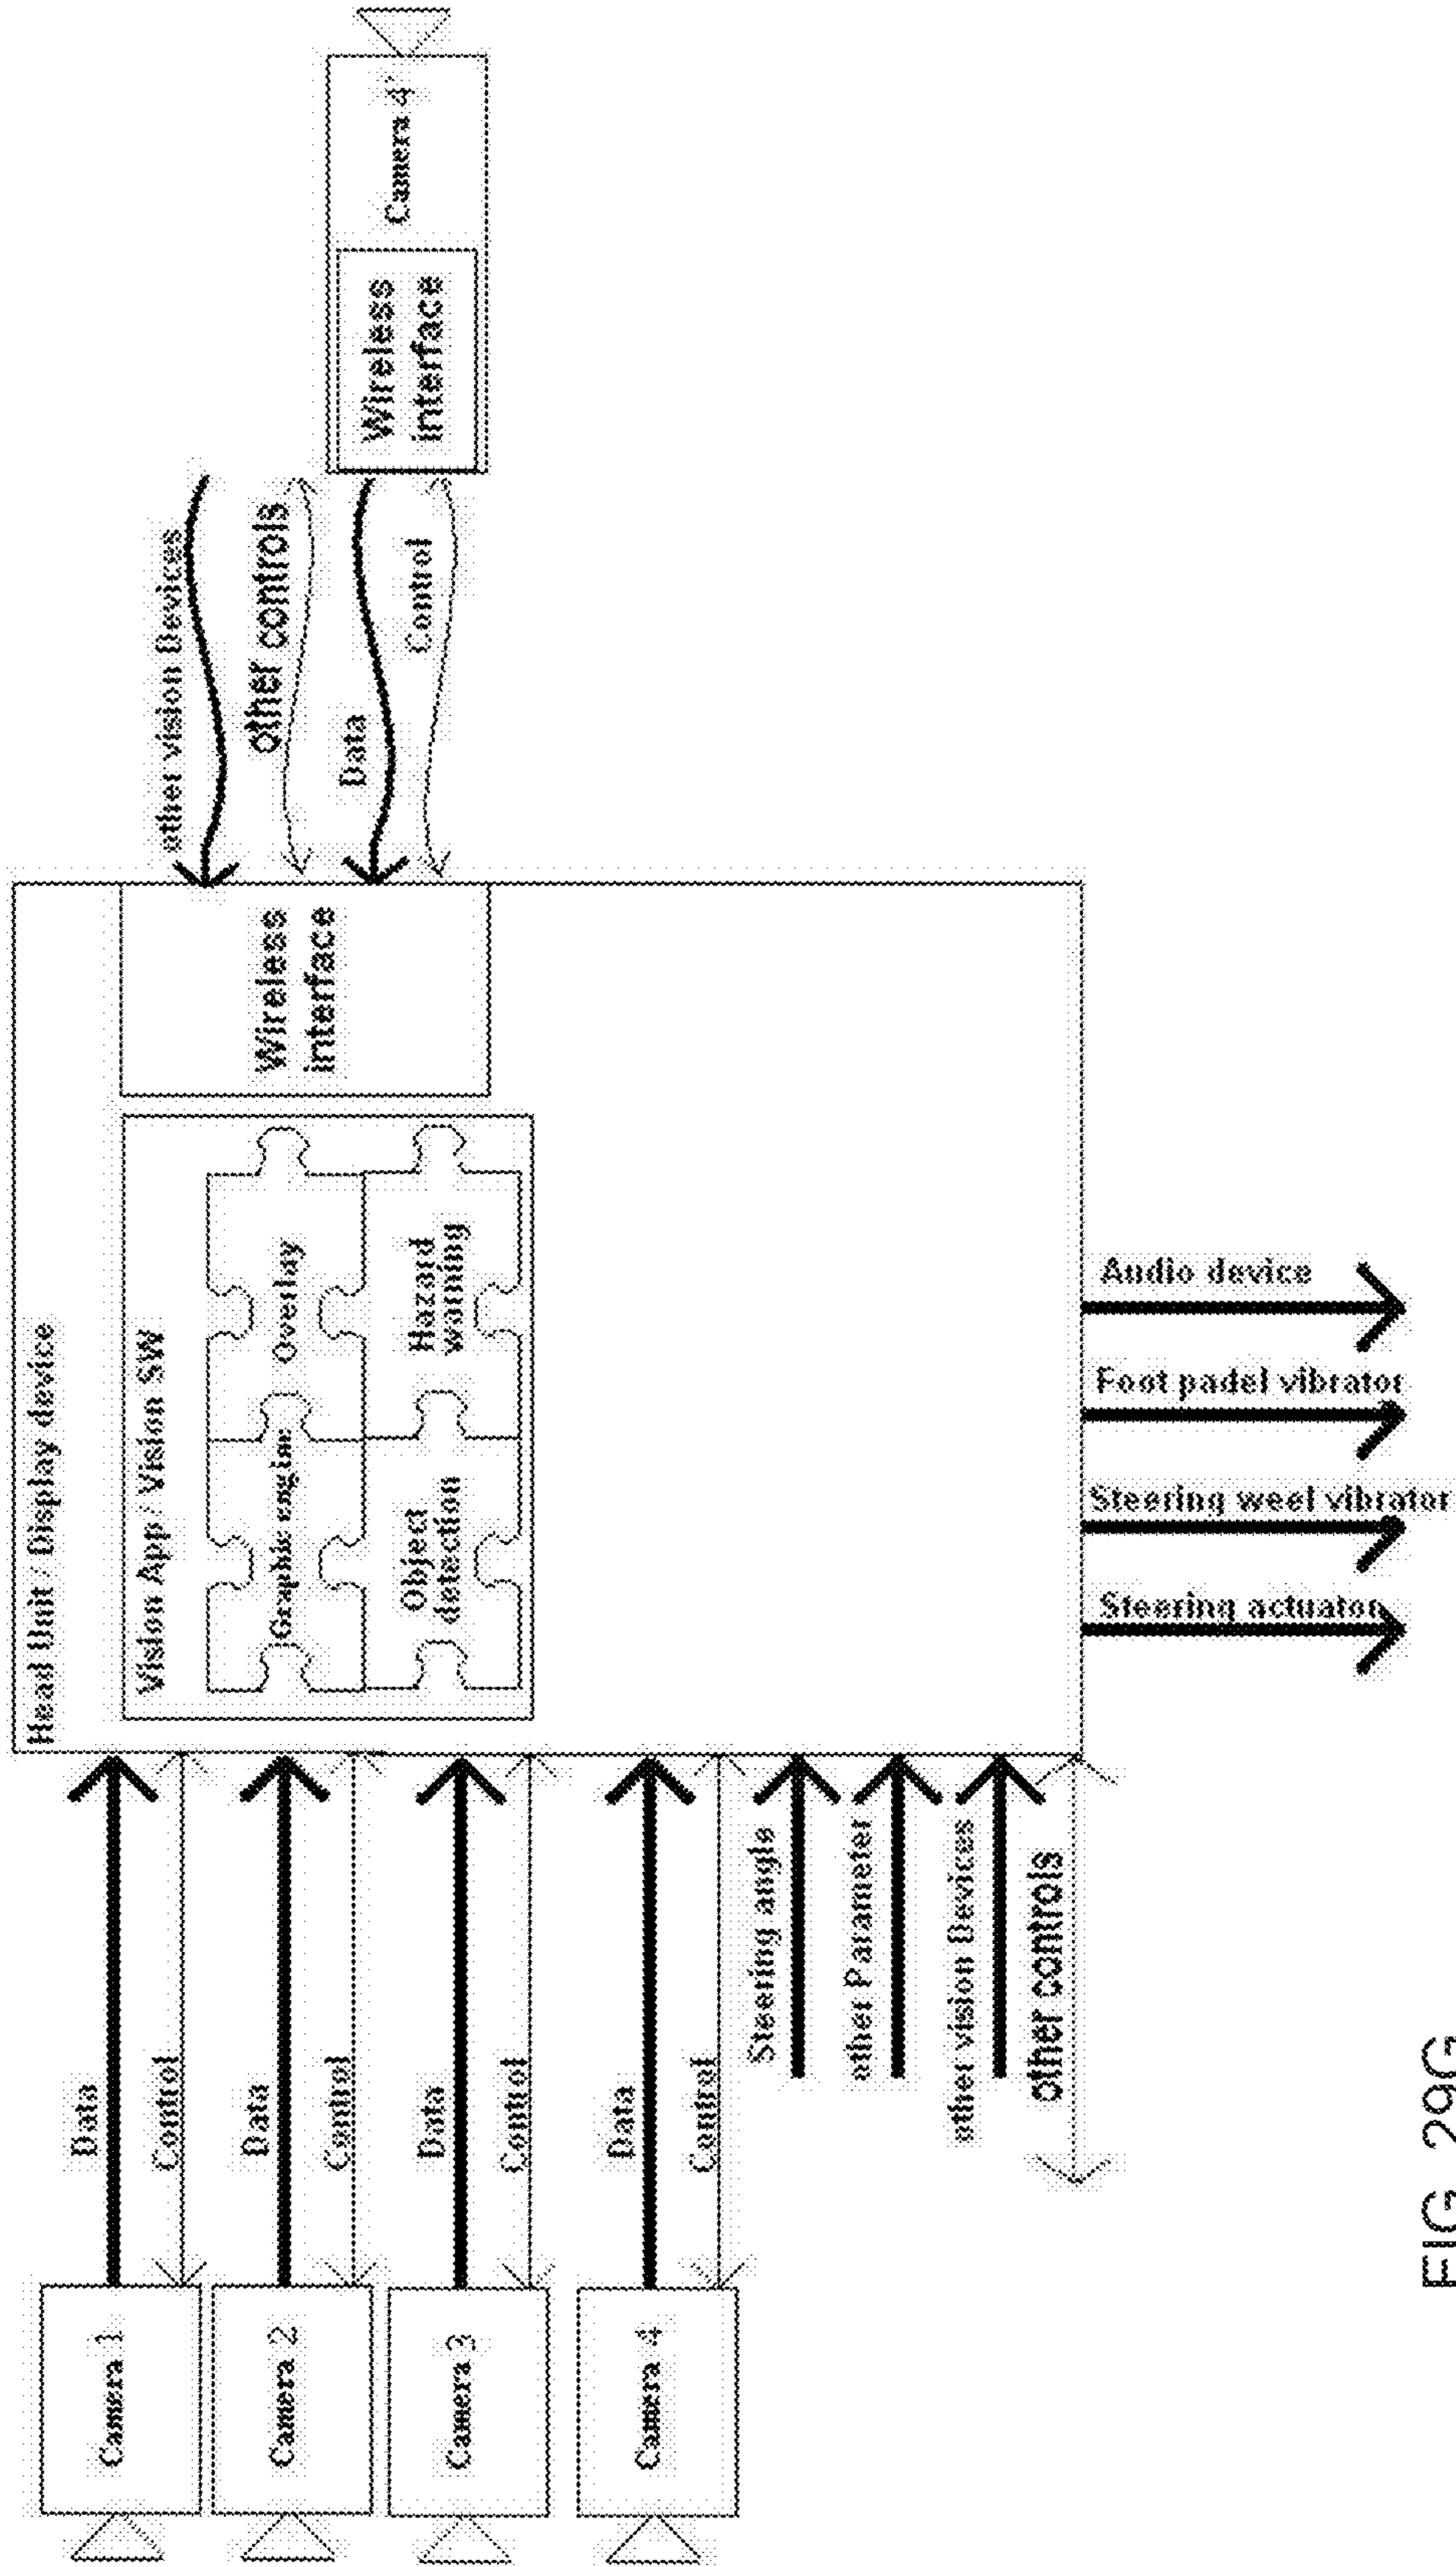 Head Unit / Display device
Vision App / Vision SW
Graphic engine
Overlay
Object
detection
Hazard
warning
Wireless
interface
Camera 1
Data
Control
Camera 2
Data
Control
Camera 3
Data
Control
Camera 4
Data
Control
Steering angle
other Parameter
other vision Devices
other controls
other vision Devices
other controls
Data
Control
Wireless
interface
Camera 4'
Steering actuator
Steering weel vibrator
Foot padel vibrator
Audio device
FIG. 29G